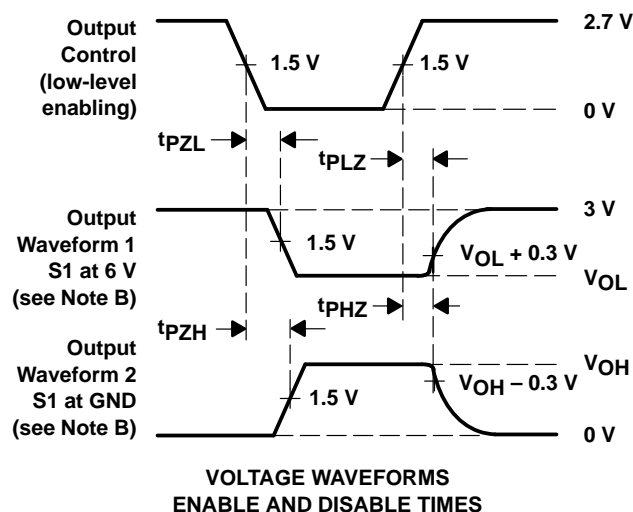 Output
Control
(low-level
enabling)
2.7 V
1.5 V
1.5 V
0 V
tPZL
tPLZ
Output
Waveform 1
S1 at 6 V
(see Note B)
3 V
1.5 V
VOL + 0.3 V
VOL
tPHZ
tPZH
Output
Waveform 2
S1 at GND
(see Note B)
VOH
VOH − 0.3 V
1.5 V
0 V
VOLTAGE WAVEFORMS
ENABLE AND DISABLE TIMES